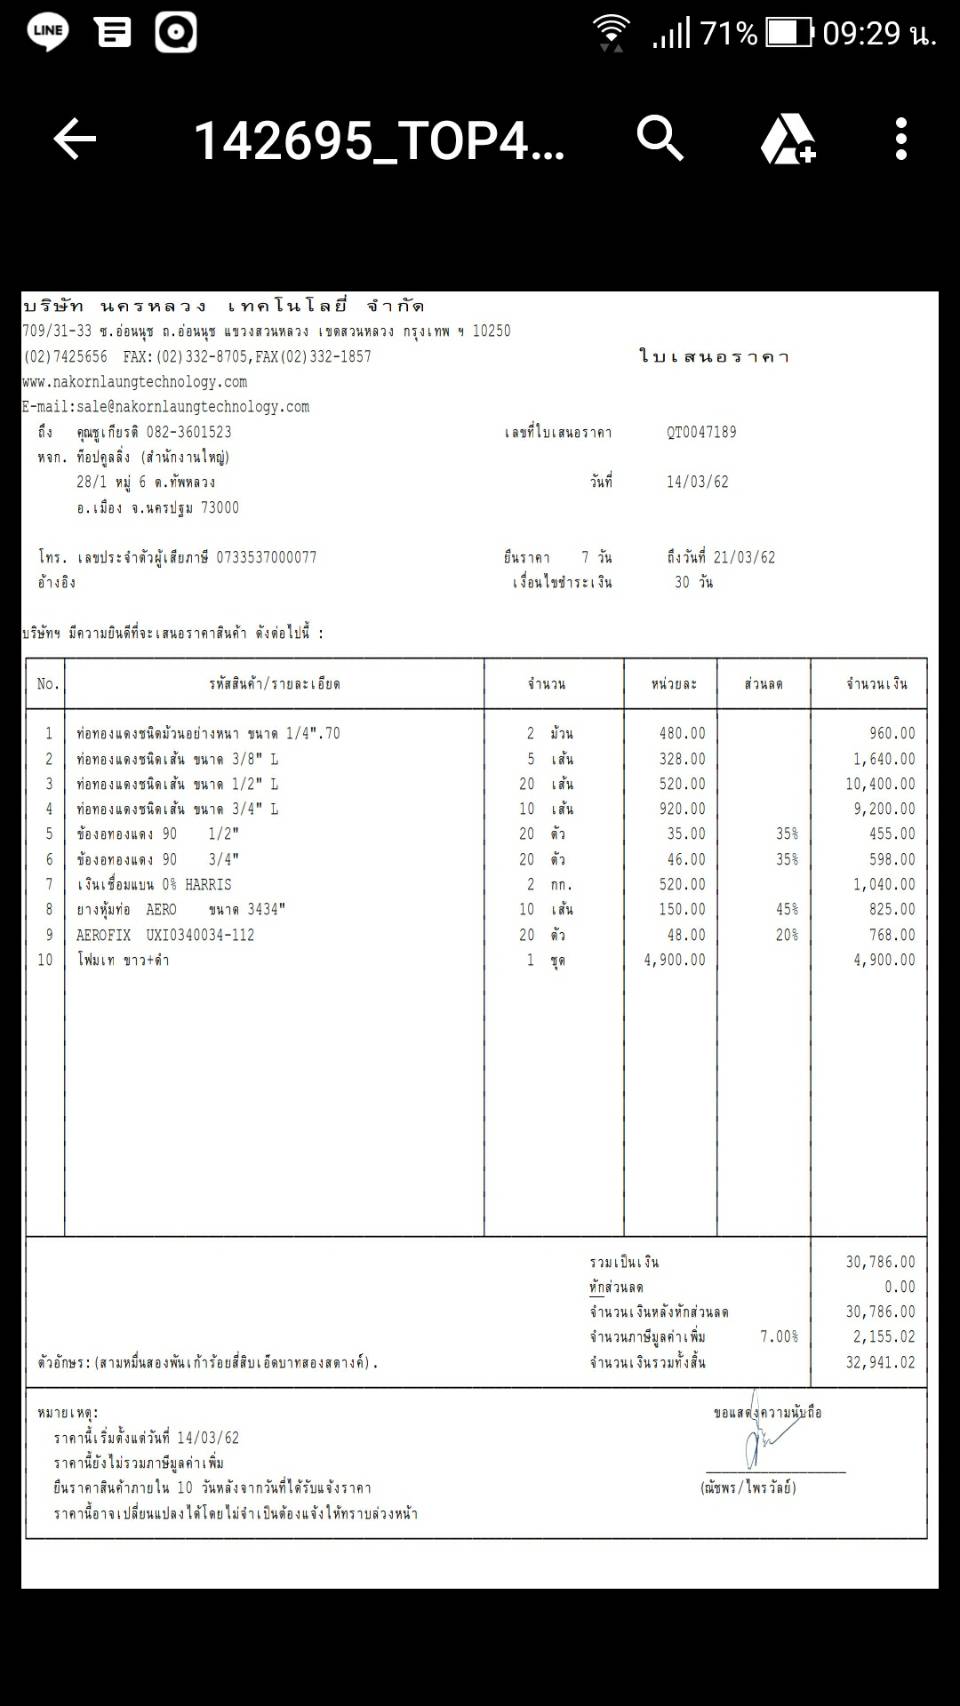 LINE 71% 09:29 น.
142695_TOP4...
บริษัท นครหลวง เทคโนโลยี่ จำกัด
709/31-33 ซ.อ่อนนุช ถ.อ่อนนุช แขวงสวนหลวง เขตสวนหลวง กรุงเทพ ฯ 10250
(02)7425656 FAX:(02)332-8705,FAX(02)332-1857 ใบเสนอราคา
www.nakornlaungtechnology.com
E-mail:sale@nakornlaungtechnology.com
ถึง คุณชูเกียรติ 082-3601523 เลขที่ใบเสนอราคา QT0047189
หจก. ท๊อปคูลลิ่ง (สำนักงานใหญ่)
28/1 หมู่ 6 ต.ทัพหลวง วันที่ 14/03/62
อ.เมือง จ.นครปฐม 73000
โทร. เลขประจำตัวผู้เสียภาษี 0733537000077 ยืนราคา 7 วัน ถึงวันที่ 21/03/62
อ้างอิง เงื่อนไขชำระเงิน 30 วัน
บริษัทฯ มีความยินดีที่จะเสนอราคาสินค้า ดังต่อไปนี้ :
No. รหัสสินค้า/รายละเอียด จำนวน หน่วยละ ส่วนลด จำนวนเงิน
1 ท่อทองแดงชนิดม้วนอย่างหนา ขนาด 1/4".70 2 ม้วน 480.00 960.00
2 ท่อทองแดงชนิดเส้น ขนาด 3/8" L 5 เส้น 328.00 1,640.00
3 ท่อทองแดงชนิดเส้น ขนาด 1/2" L 20 เส้น 520.00 10,400.00
4 ท่อทองแดงชนิดเส้น ขนาด 3/4" L 10 เส้น 920.00 9,200.00
5 ข้องอทองแดง 90 1/2" 20 ตัว 35.00 35% 455.00
6 ข้องอทองแดง 90 3/4" 20 ตัว 46.00 35% 598.00
7 เงินเชื่อมแบน 0% HARRIS 2 กก. 520.00 1,040.00
8 ยางหุ้มท่อ AERO ขนาด 3434" 10 เส้น 150.00 45% 825.00
9 AEROFIX UXI0340034-112 20 ตัว 48.00 20% 768.00
10 โฟมเท ขาว+ดำ 1 ชุด 4,900.00 4,900.00
รวมเป็นเงิน 30,786.00
หักส่วนลด 0.00
จำนวนเงินหลังหักส่วนลด 30,786.00
จำนวนภาษีมูลค่าเพิ่ม 7.00% 2,155.02
ตัวอักษร:(สามหมื่นสองพันเก้าร้อยสี่สิบเอ็ดบาทสองสตางค์). จำนวนเงินรวมทั้งสิ้น 32,941.02
หมายเหตุ: ขอแสดงความนับถือ
ราคานี้เริ่มตั้งแต่วันที่ 14/03/62
ราคานี้ยังไม่รวมภาษีมูลค่าเพิ่ม
ยืนราคาสินค้าภายใน 10 วันหลังจากวันที่ได้รับแจ้งราคา (ณัชพร/ไพรวัลย์)
ราคานี้อาจเปลี่ยนแปลงได้โดยไม่จำเป็นต้องแจ้งให้ทราบล่วงหน้า